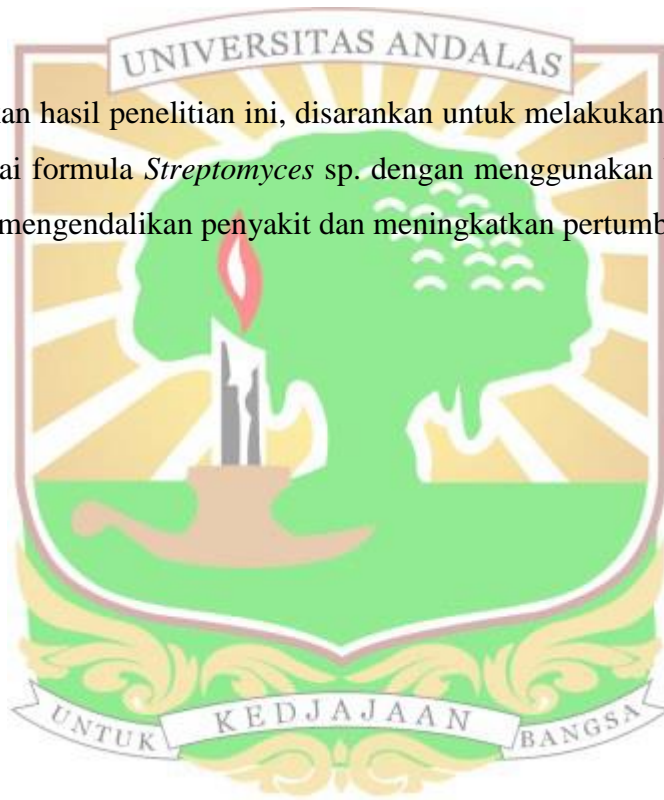 UNIVERSITAS ANDALAS
an hasil penelitian ini, disarankan untuk melakukan
ai formula Streptomyces sp. dengan menggunakan
mengendalikan penyakit dan meningkatkan pertumb
UNTUK KEDJAJAAN BANGSA